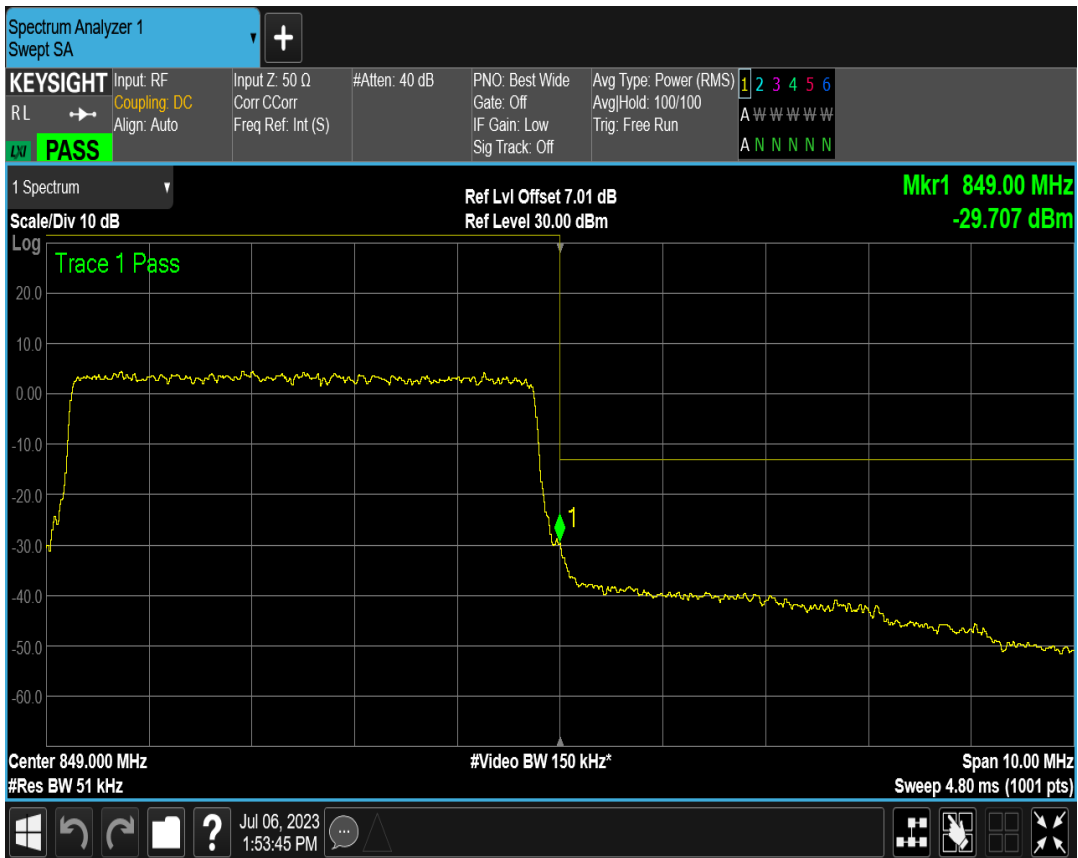 Spectrum Analyzer 1
Swept SA
+
KEYSIGHT
RL
LXI PASS
Input: RF
Coupling: DC
Align: Auto
Input Z: 50 Ω
Corr CCorr
Freq Ref: Int (S)
#Atten: 40 dB
PNO: Best Wide
Gate: Off
IF Gain: Low
Sig Track: Off
Avg Type: Power (RMS)
Avg|Hold: 100/100
Trig: Free Run
1 2 3 4 5 6
A W W W W W
A N N N N N
1 Spectrum
Scale/Div 10 dB
Ref Lvl Offset 7.01 dB
Ref Level 30.00 dBm
Mkr1 849.00 MHz
-29.707 dBm
Log
Trace 1 Pass
20.0
10.0
0.00
-10.0
-20.0
1
-30.0
-40.0
-50.0
-60.0
Center 849.000 MHz
#Res BW 51 kHz
#Video BW 150 kHz*
Span 10.00 MHz
Sweep 4.80 ms (1001 pts)
?
Jul 06, 2023
1:53:45 PM